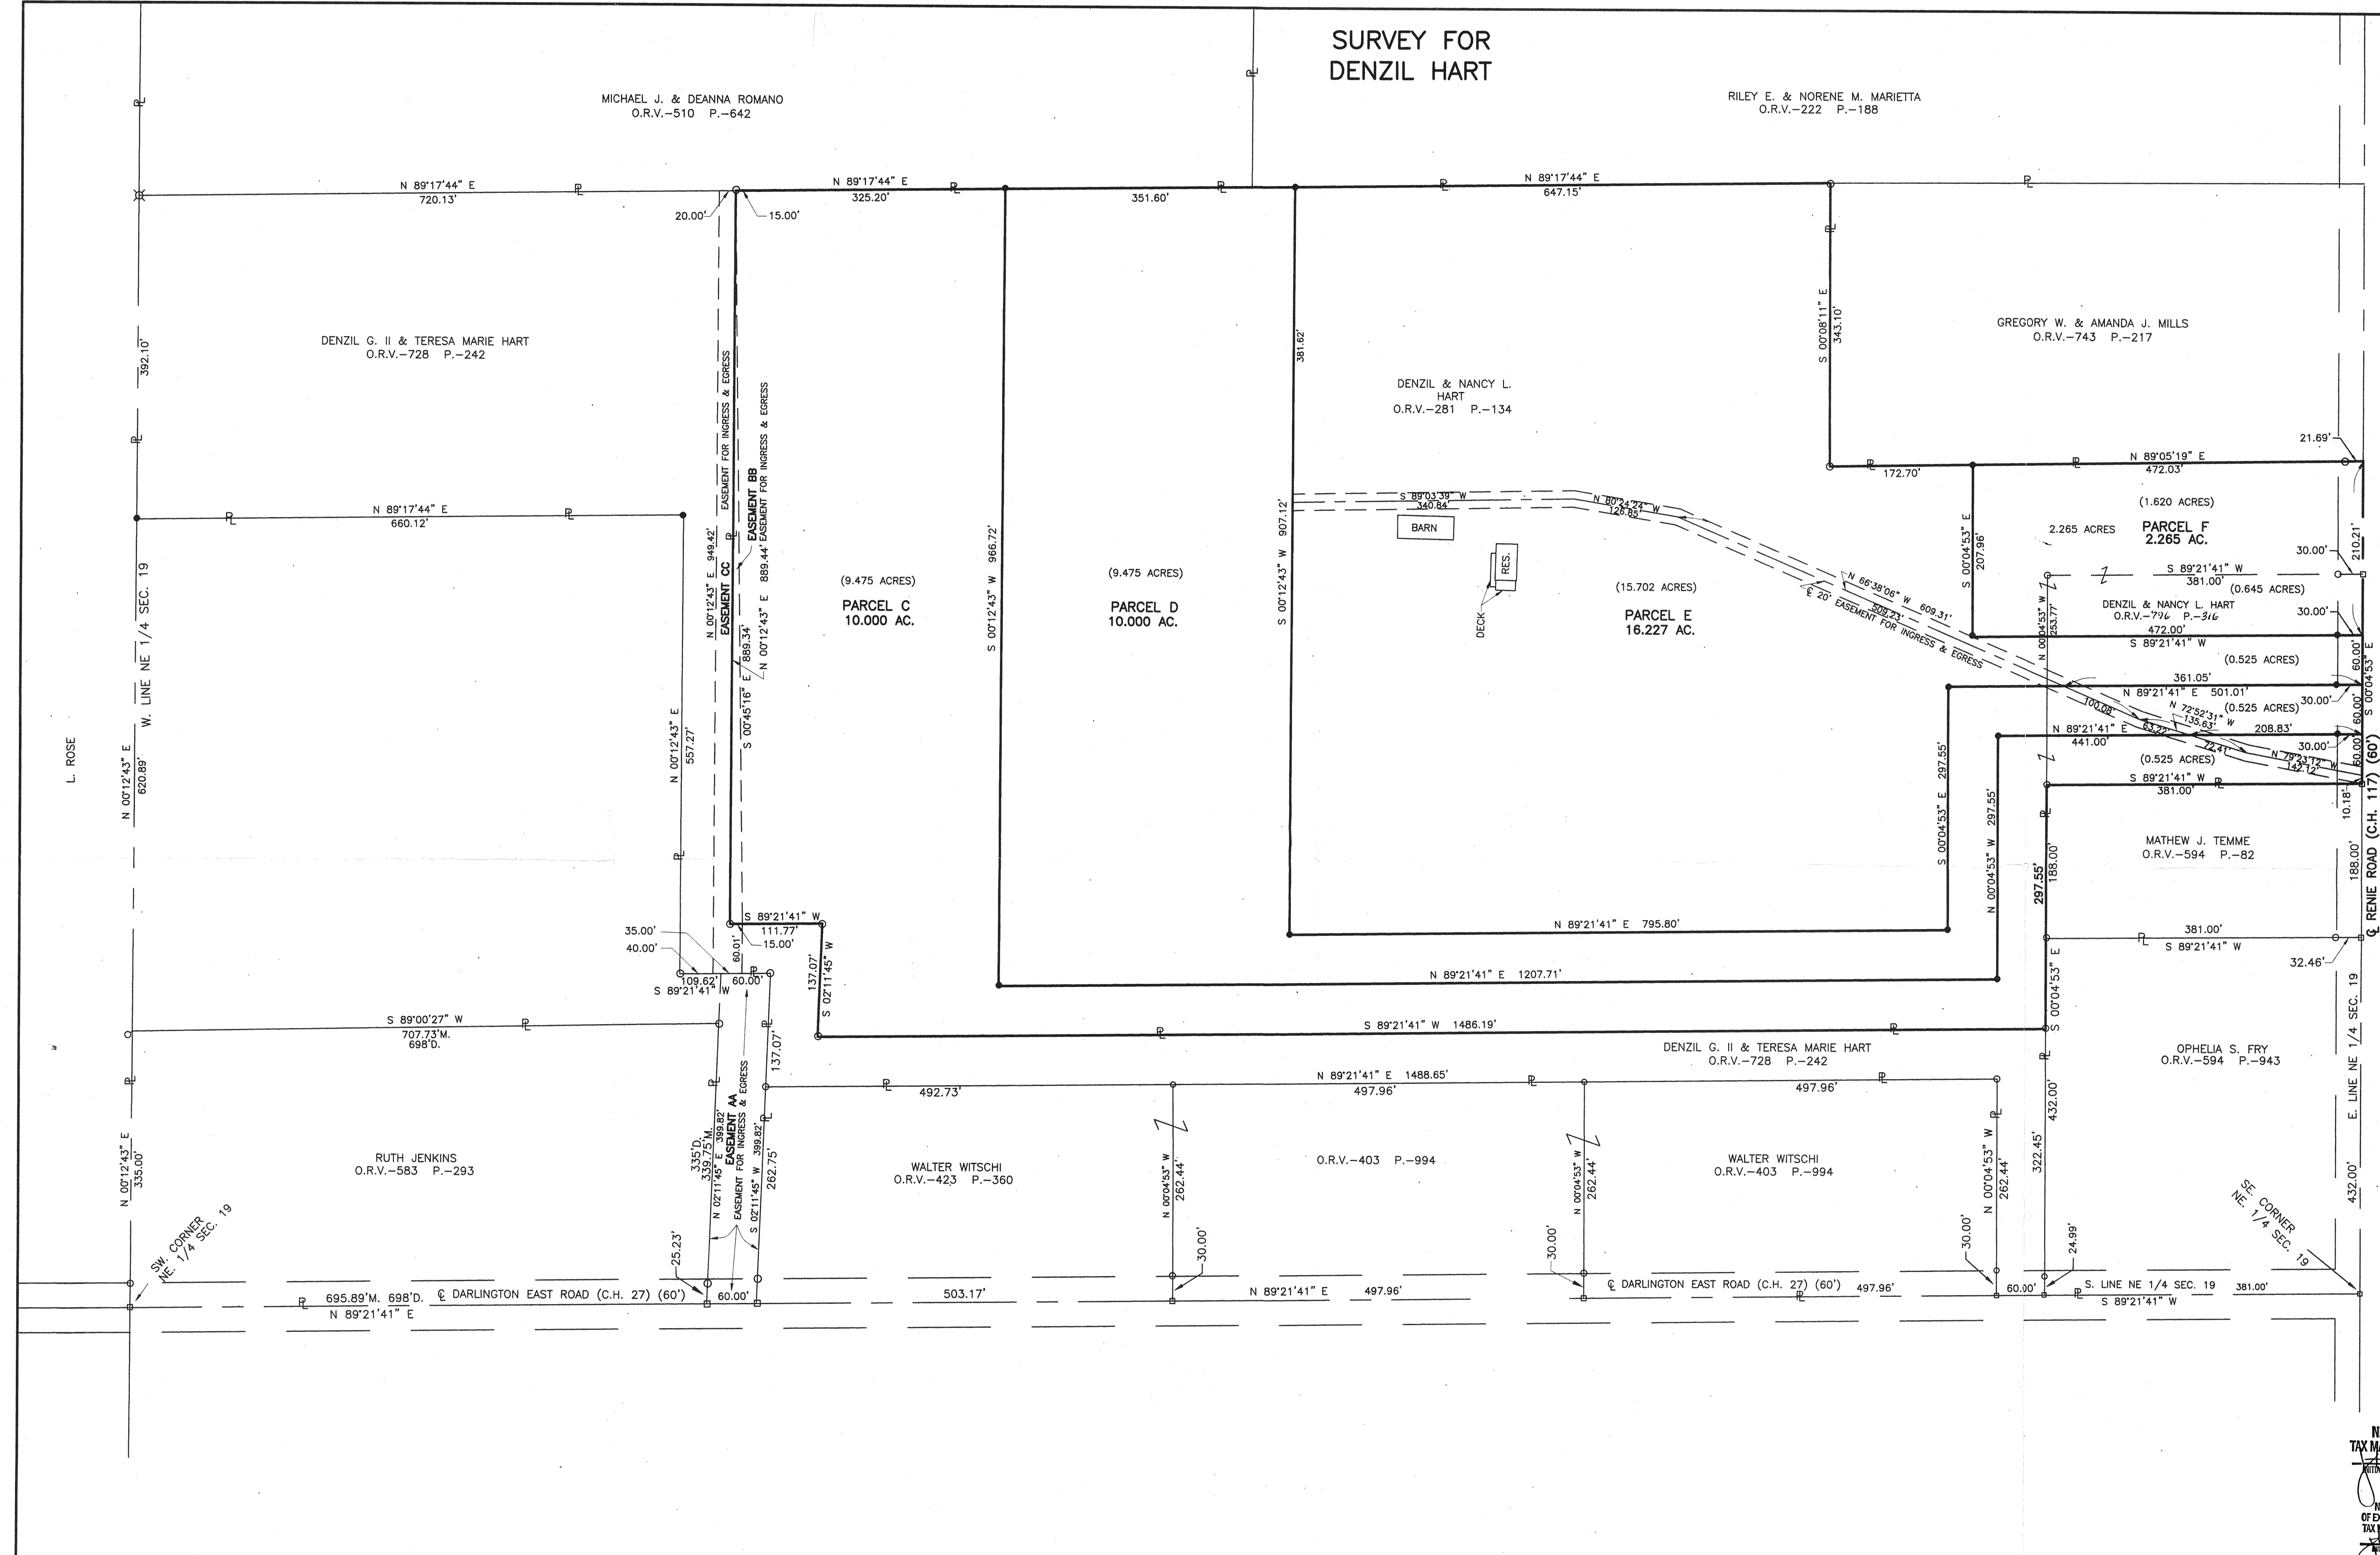 SURVEY FOR
DENZIL HART
MICHAEL J. & DEANNA ROMANO
O.R.V.-510 P.-642
RILEY E. & NORENE M. MARIETTA
O.R.V.-222 P.-188
N 89°17'44" E
720.13'
20.00'
15.00'
N 89°17'44" E
325.20'
351.60'
N 89°17'44" E
647.15'
392.10'
DENZIL G. II & TERESA MARIE HART
O.R.V.-728 P.-242
S 00°08'11" E
343.10'
GREGORY W. & AMANDA J. MILLS
O.R.V.-743 P.-217
381.62'
DENZIL & NANCY L.
HART
O.R.V.-281 P.-134
21.69'
N 89°05'19" E
472.03'
172.70'
N 89°17'44" E
660.12'
N 00°12'43" E 949.42'
EASEMENT CC
EASEMENT FOR INGRESS & EGRESS
EASEMENT BB
N 00°12'43" E 889.44' EASEMENT FOR INGRESS & EGRESS
S 00°45'16" E 889.34'
S 00°12'43" W 966.72'
S 00°12'43" W 907.12'
S 89°03'39" W
340.84'
N 80°24'24" W
126.85'
BARN
RES.
DECK
(1.620 ACRES)
2.265 ACRES
PARCEL F
2.265 AC.
S 00°04'53" E
207.96'
210.21'
30.00'
S 89°21'41" W
381.00'
(0.645 ACRES)
DENZIL & NANCY L. HART
O.R.V.-796 P.-316
30.00'
472.00'
S 89°21'41" W
N 00°04'53" W
253.77'
(9.475 ACRES)
PARCEL C
10.000 AC.
(9.475 ACRES)
PARCEL D
10.000 AC.
(15.702 ACRES)
PARCEL E
16.227 AC.
N 66°38'06" W 609.31'
509.23'
℄ 20' EASEMENT FOR INGRESS & EGRESS
(0.525 ACRES)
60.00'
S 00°04'53" E
361.05'
N 89°21'41" E 501.01'
30.00'
(0.525 ACRES)
60.00'
100.08'
N 72°52'31" W
135.63'
63.22'
72.41'
N 89°21'41" E
441.00'
208.83'
30.00'
(0.525 ACRES)
60.00'
N 79°23'12" W
142.12'
S 89°21'41" W
381.00'
10.18'
W. LINE NE 1/4 SEC. 19
L. ROSE
N 00°12'43" E
620.89'
N 00°12'43" E
557.27'
S 00°04'53" E 297.55'
N 00°04'53" W 297.55'
297.55'
188.00'
MATHEW J. TEMME
O.R.V.-594 P.-82
188.00'
℄ RENIE ROAD (C.H. 117) (60')
S 89°21'41" W
111.77'
35.00'
15.00'
60.01'
40.00'
109.62'
60.00'
S 89°21'41" W
137.07'
S 02°11'45" W
N 89°21'41" E 795.80'
N 89°21'41" E 1207.71'
381.00'
S 89°21'41" W
32.46'
S 00°04'53" E
S 89°00'27" W
707.73'M.
698'D.
137.07'
S 89°21'41" W 1486.19'
DENZIL G. II & TERESA MARIE HART
O.R.V.-728 P.-242
OPHELIA S. FRY
O.R.V.-594 P.-943
E. LINE NE 1/4 SEC. 19
N 89°21'41" E 1488.65'
492.73'
497.96'
497.96'
432.00'
322.45'
432.00'
N 00°12'43" E
335.00'
RUTH JENKINS
O.R.V.-583 P.-293
335'D.
339.75'M.
N 02°11'45" E 399.82'
EASEMENT AA
EASEMENT FOR INGRESS & EGRESS
S 02°11'45" W 399.82'
262.75'
WALTER WITSCHI
O.R.V.-423 P.-360
N 00°04'53" W
262.44'
O.R.V.-403 P.-994
N 00°04'53" W
262.44'
WALTER WITSCHI
O.R.V.-403 P.-994
N 00°04'53" W
262.44'
SW. CORNER
NE. 1/4 SEC. 19
SE. CORNER
NE. 1/4 SEC. 19
25.23'
30.00'
30.00'
30.00'
24.99'
695.89'M. 698'D.
℄ DARLINGTON EAST ROAD (C.H. 27) (60')
N 89°21'41" E
60.00'
503.17'
N 89°21'41" E 497.96'
℄ DARLINGTON EAST ROAD (C.H. 27) (60') 497.96'
60.00'
S. LINE NE 1/4 SEC. 19 381.00'
S 89°21'41" W
TAX M
OF E
TAX